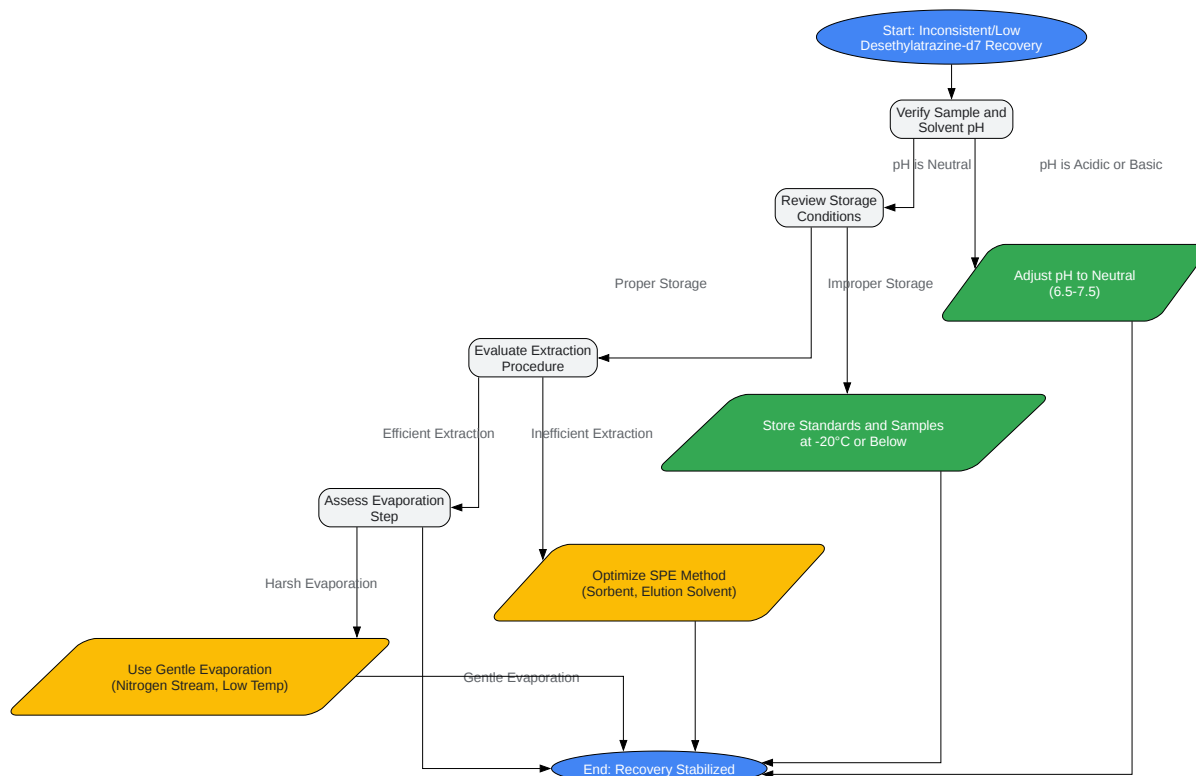 Start: Inconsistent/Low
Desethylatrazine-d7 Recovery
Verify Sample and
Solvent pH
pH is Neutral
pH is Acidic or Basic
Review Storage
Conditions
Adjust pH to Neutral
(6.5-7.5)
Proper Storage
Improper Storage
Evaluate Extraction
Procedure
Store Standards and Samples
at -20°C or Below
Efficient Extraction
Inefficient Extraction
Assess Evaporation
Step
Optimize SPE Method
(Sorbent, Elution Solvent)
Harsh Evaporation
Use Gentle Evaporation
(Nitrogen Stream, Low Temp)
Gentle Evaporation
End: Recovery Stabilized